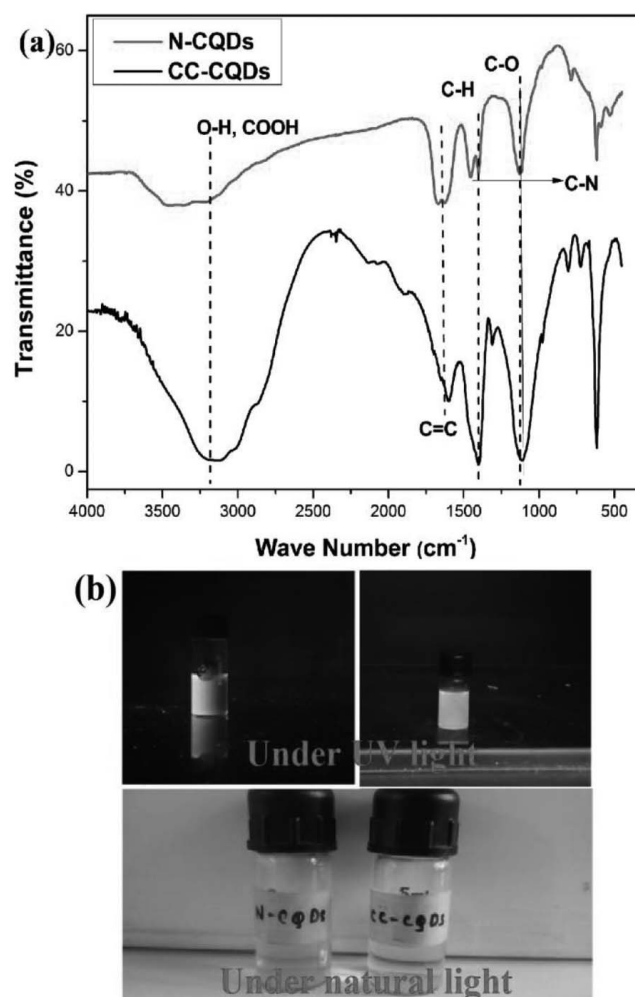 (a)
60
N-CQDs
CC-CQDs
O-H, COOH
C-H
C-O
C-N
C=C
40
20
0
Transmittance (%)
4000 3500 3000 2500 2000 1500 1000 500
Wave Number (cm⁻¹)
(b)
Under UV light
N-CQDs
CC-CQDs
Under natural light